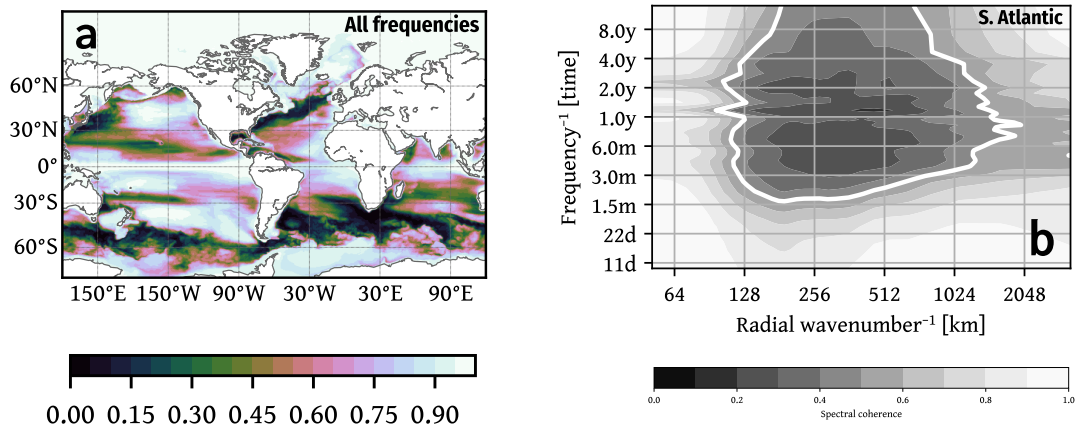 a
All frequencies
60°N
30°N
0°
30°S
60°S
150°E 150°W 90°W 30°W 30°E 90°E
0.00 0.15 0.30 0.45 0.60 0.75 0.90
S. Atlantic
b
Frequency⁻¹ [time]
8.0y
4.0y
2.0y
1.0y
6.0m
3.0m
1.5m
22d
11d
64 128 256 512 1024 2048
Radial wavenumber⁻¹ [km]
0.0 0.2 0.4 0.6 0.8 1.0
Spectral coherence